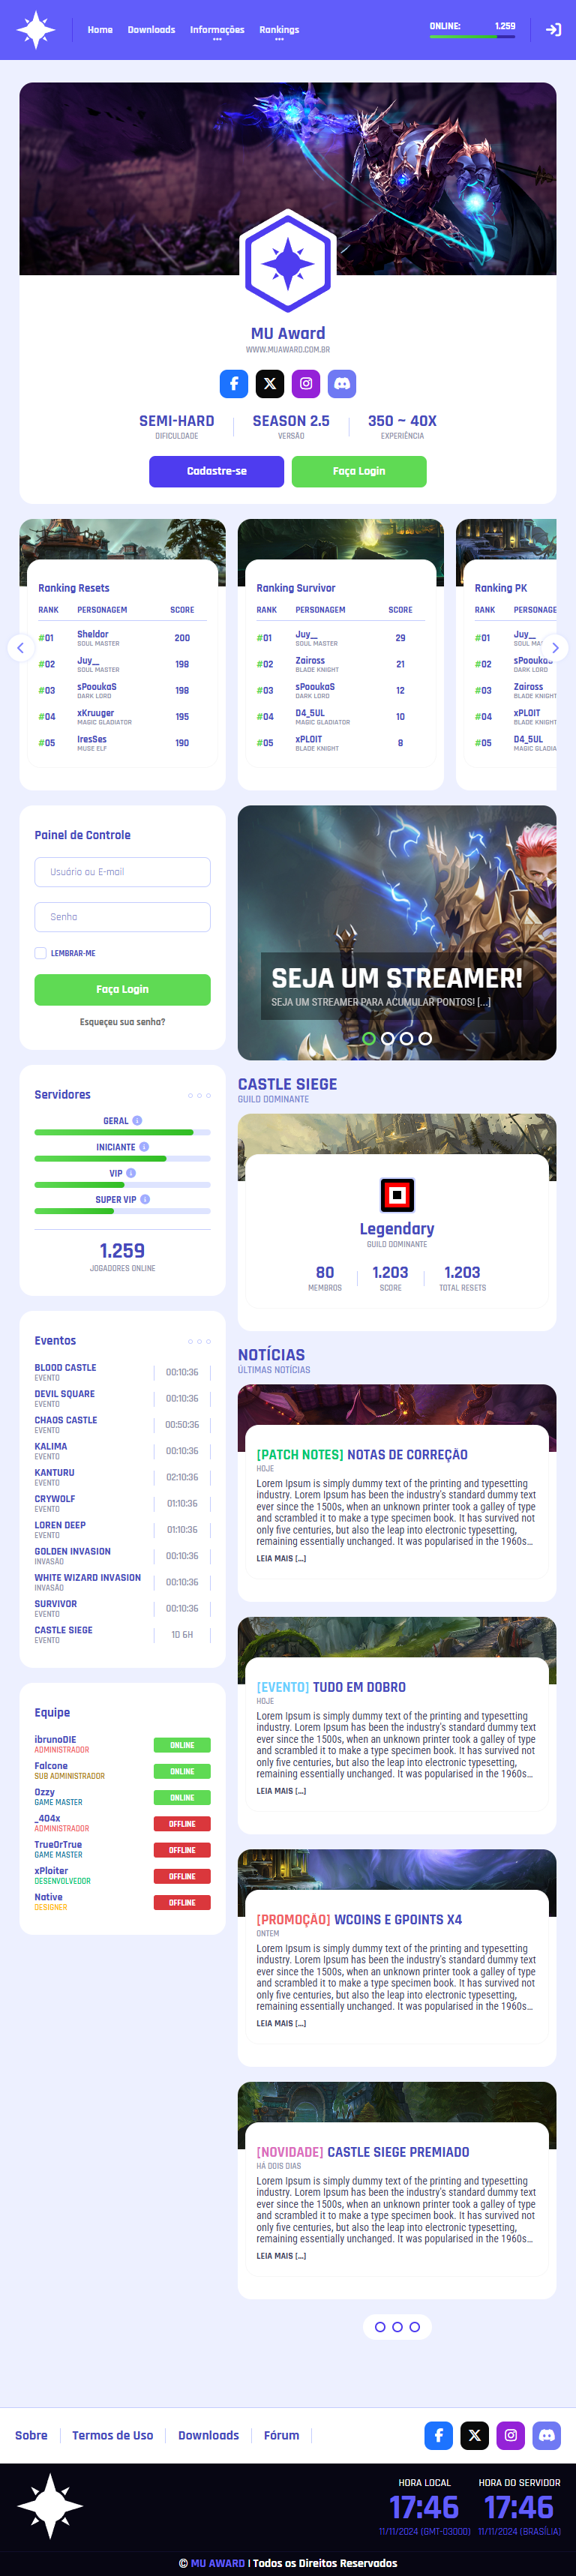 Home Downloads Informações Rankings
ONLINE: 1.259
MU Award
WWW.MUAWARD.COM.BR
SEMI-HARD SEASON 2.5 350 ~ 40X
DIFICULDADE VERSÃO EXPERIÊNCIA
Cadastre-se Faça Login
Ranking Resets
RANK PERSONAGEM SCORE
#01 Sheldor 200
SOUL MASTER
#02 Juy__ 198
SOUL MASTER
#03 sPooukaS 198
DARK LORD
#04 xKruuger 195
MAGIC GLADIATOR
#05 IresSes 190
MUSE ELF
Ranking Survivor
RANK PERSONAGEM SCORE
#01 Juy__ 29
SOUL MASTER
#02 Zaiross 21
BLADE KNIGHT
#03 sPooukaS 12
DARK LORD
#04 D4_5UL 10
MAGIC GLADIATOR
#05 xPLOIT 8
BLADE KNIGHT
Ranking PK
RANK PERSONAGE
#01 Juy__
SOUL MA
#02 sPooukaS
DARK LORD
#03 Zaiross
BLADE KNIGHT
#04 xPLOIT
BLADE KNIGHT
#05 D4_5UL
MAGIC GLADIA
Painel de Controle
Usuário ou E-mail
Senha
LEMBRAR-ME
Faça Login
Esqueçeu sua senha?
SEJA UM STREAMER!
SEJA UM STREAMER PARA ACUMULAR PONTOS! [...]
Servidores
GERAL
INICIANTE
VIP
SUPER VIP
1.259
JOGADORES ONLINE
CASTLE SIEGE
GUILD DOMINANTE
Legendary
GUILD DOMINANTE
80 1.203 1.203
MEMBROS SCORE TOTAL RESETS
Eventos
BLOOD CASTLE 00:10:36
EVENTO
DEVIL SQUARE 00:10:36
EVENTO
CHAOS CASTLE 00:50:36
EVENTO
KALIMA 00:10:36
EVENTO
KANTURU 02:10:36
EVENTO
CRYWOLF 01:10:36
EVENTO
LOREN DEEP 01:10:36
EVENTO
GOLDEN INVASION 00:10:36
INVASÃO
WHITE WIZARD INVASION 00:10:36
INVASÃO
SURVIVOR 00:10:36
EVENTO
CASTLE SIEGE 1D 6H
EVENTO
Equipe
ibrunoDIE ONLINE
ADMINISTRADOR
Falcone ONLINE
SUB ADMINISTRADOR
Ozzy ONLINE
GAME MASTER
_404x OFFLINE
ADMINISTRADOR
TrueOrTrue OFFLINE
GAME MASTER
xPloiter OFFLINE
DESENVOLVEDOR
Native OFFLINE
DESIGNER
NOTÍCIAS
ÚLTIMAS NOTÍCIAS
[PATCH NOTES] NOTAS DE CORREÇÃO
HOJE
Lorem Ipsum is simply dummy text of the printing and typesetting
industry. Lorem Ipsum has been the industry's standard dummy text
ever since the 1500s, when an unknown printer took a galley of type
and scrambled it to make a type specimen book. It has survived not
only five centuries, but also the leap into electronic typesetting,
remaining essentially unchanged. It was popularised in the 1960s...
LEIA MAIS [...]
[EVENTO] TUDO EM DOBRO
HOJE
Lorem Ipsum is simply dummy text of the printing and typesetting
industry. Lorem Ipsum has been the industry's standard dummy text
ever since the 1500s, when an unknown printer took a galley of type
and scrambled it to make a type specimen book. It has survived not
only five centuries, but also the leap into electronic typesetting,
remaining essentially unchanged. It was popularised in the 1960s...
LEIA MAIS [...]
[PROMOÇÃO] WCOINS E GPOINTS X4
ONTEM
Lorem Ipsum is simply dummy text of the printing and typesetting
industry. Lorem Ipsum has been the industry's standard dummy text
ever since the 1500s, when an unknown printer took a galley of type
and scrambled it to make a type specimen book. It has survived not
only five centuries, but also the leap into electronic typesetting,
remaining essentially unchanged. It was popularised in the 1960s...
LEIA MAIS [...]
[NOVIDADE] CASTLE SIEGE PREMIADO
HÁ DOIS DIAS
Lorem Ipsum is simply dummy text of the printing and typesetting
industry. Lorem Ipsum has been the industry's standard dummy text
ever since the 1500s, when an unknown printer took a galley of type
and scrambled it to make a type specimen book. It has survived not
only five centuries, but also the leap into electronic typesetting,
remaining essentially unchanged. It was popularised in the 1960s...
LEIA MAIS [...]
Sobre Termos de Uso Downloads Fórum
HORA LOCAL HORA DO SERVIDOR
17:46 17:46
11/11/2024 (GMT-03000) 11/11/2024 (BRASÍLIA)
© MU AWARD | Todos os Direitos Reservados